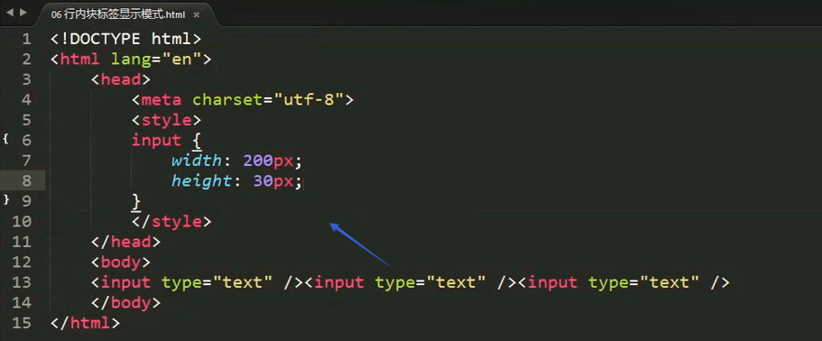 06 行内块标签显示模式.html ×
1 <!DOCTYPE html>
2 <html lang="en">
3 <head>
4 <meta charset="utf-8">
5 <style>
{ 6 input {
7 width: 200px;
8 height: 30px;
} 9 }
10 </style>
11 </head>
12 <body>
13 <input type="text" /><input type="text" /><input type="text" />
14 </body>
15 </html>